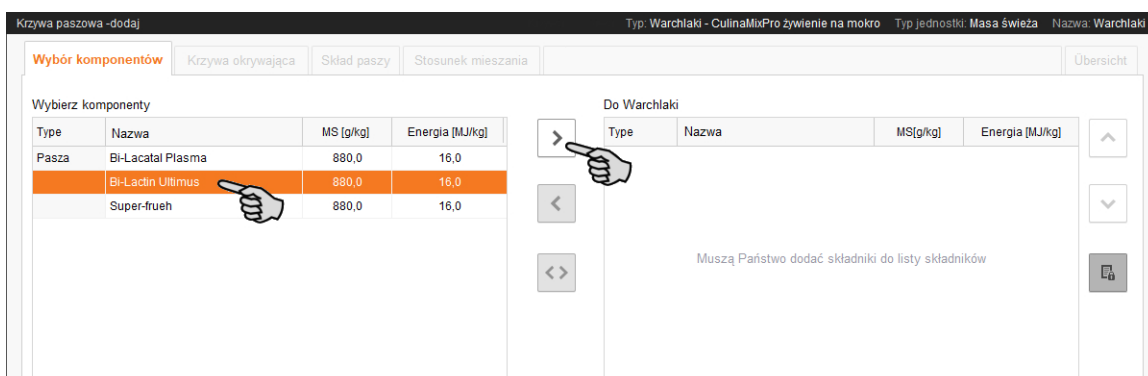 Krzywa paszowa -dodaj Typ: Warchlaki - CulinaMixPro żywienie na mokro Typ jednostki: Masa świeża Nazwa: Warchlaki
Wybór komponentów Krzywa okrywająca Skład paszy Stosunek mieszania Übersicht
Wybierz komponenty Do Warchlaki
Type Nazwa MS [g/kg] Energia [MJ/kg] Type Nazwa MS[g/kg] Energia [MJ/kg]
Pasza Bi-Lacatal Plasma 880,0 16,0
Bi-Lactin Ultimus 880,0 16,0
Super-frueh 880,0 16,0
Muszą Państwo dodać składniki do listy składników